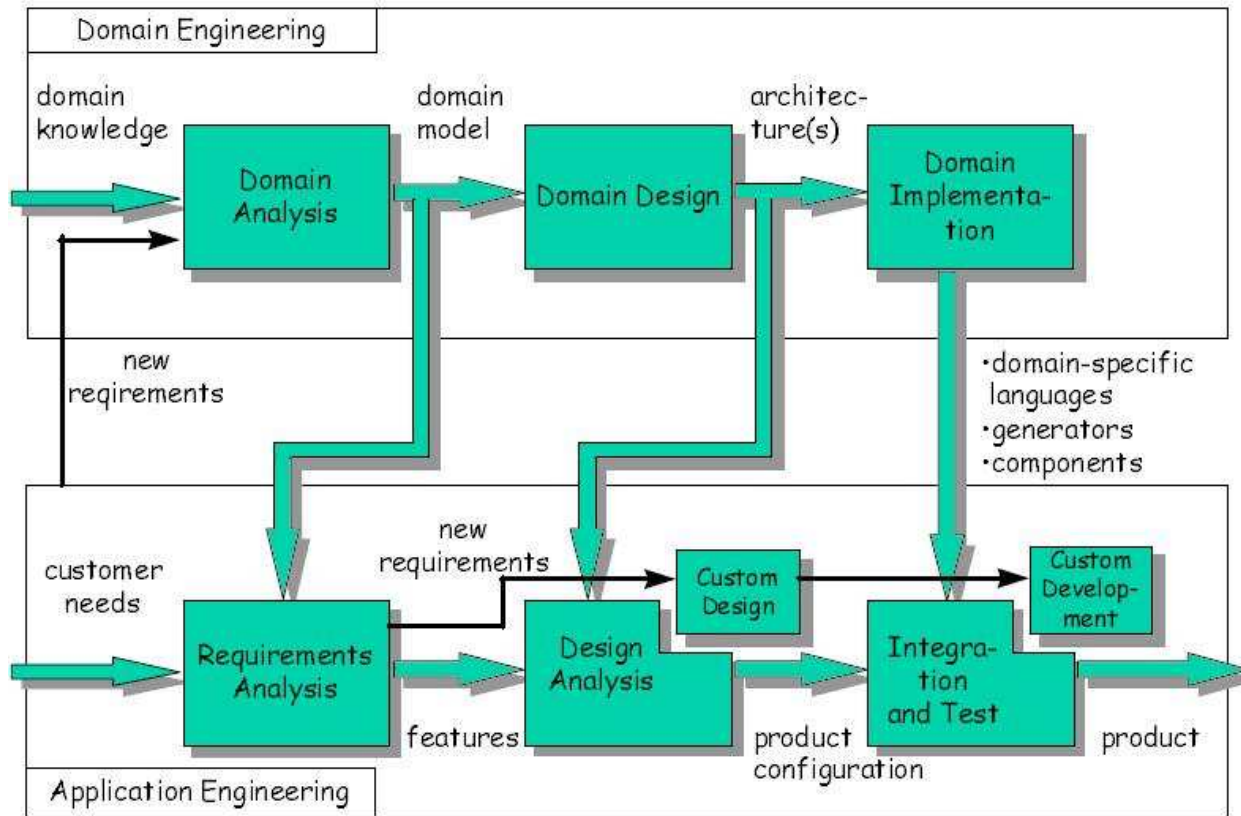 Domain Engineering
domain
knowledge
domain
model
architec-
ture(s)
Domain
Analysis
Domain Design
Domain
Implementa-
tion
new
reqirements
•domain-specific
languages
•generators
•components
customer
needs
new
requirements
Custom
Design
Custom
Develop-
ment
Requirements
Analysis
Design
Analysis
Integra-
tion
and Test
features
product
configuration
product
Application Engineering